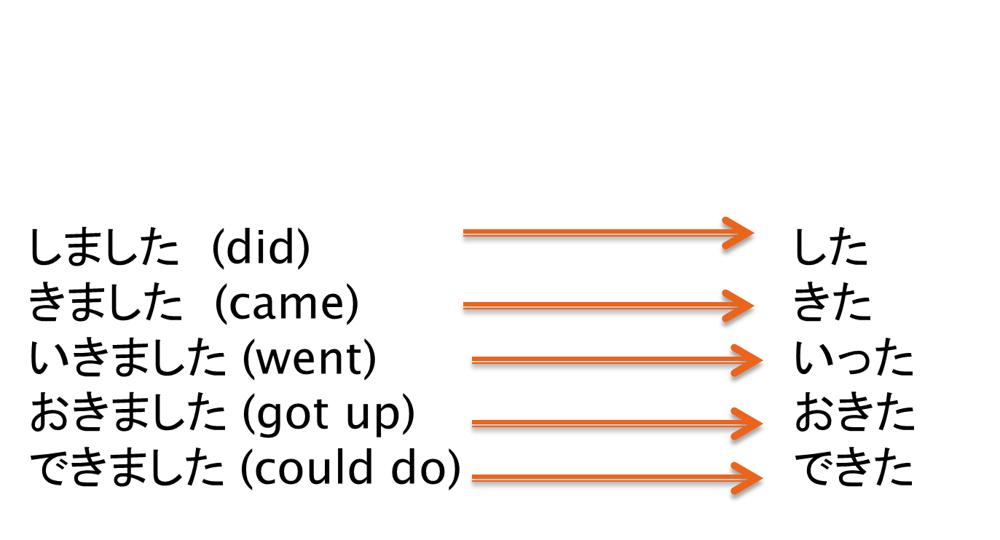 しました (did) した
きました (came) きた
いきました (went) いった
おきました (got up) おきた
できました (could do) できた